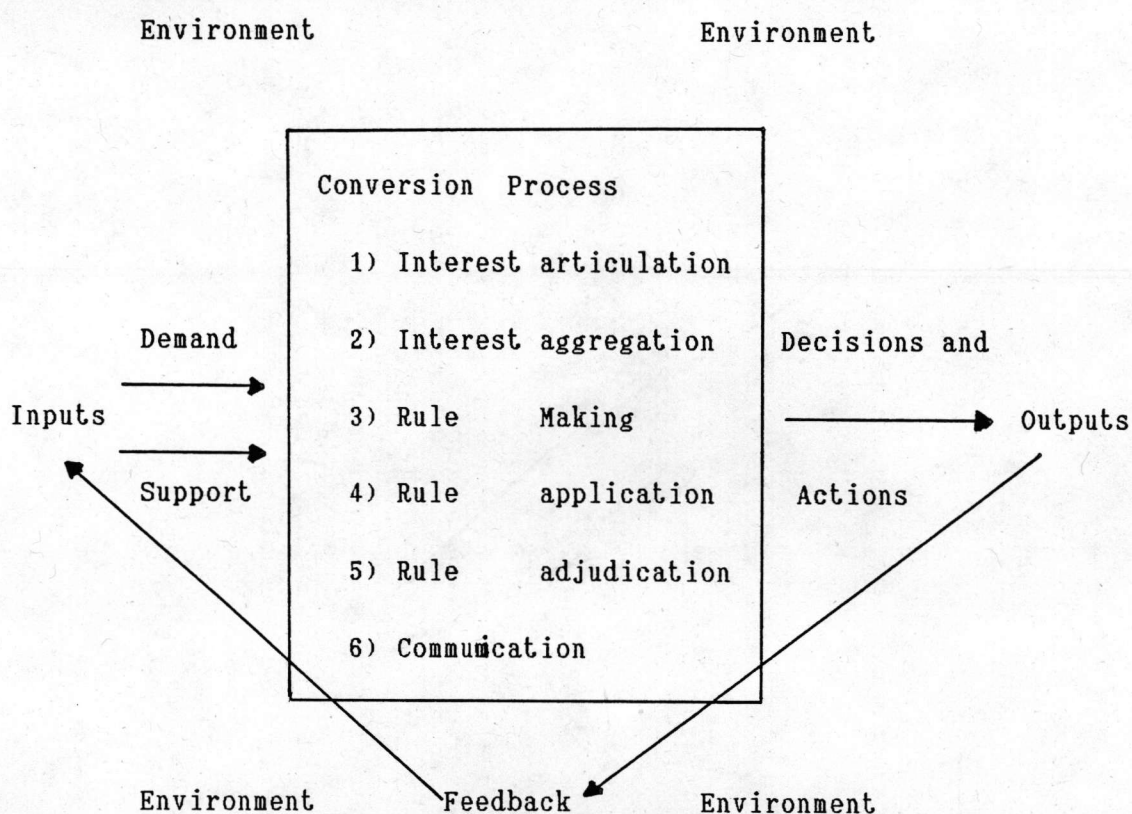 Environment Environment
Conversion Process
1) Interest articulation
Demand 2) Interest aggregation Decisions and
Inputs 3) Rule Making Outputs
Support 4) Rule application Actions
5) Rule adjudication
6) Communication
Environment Feedback Environment